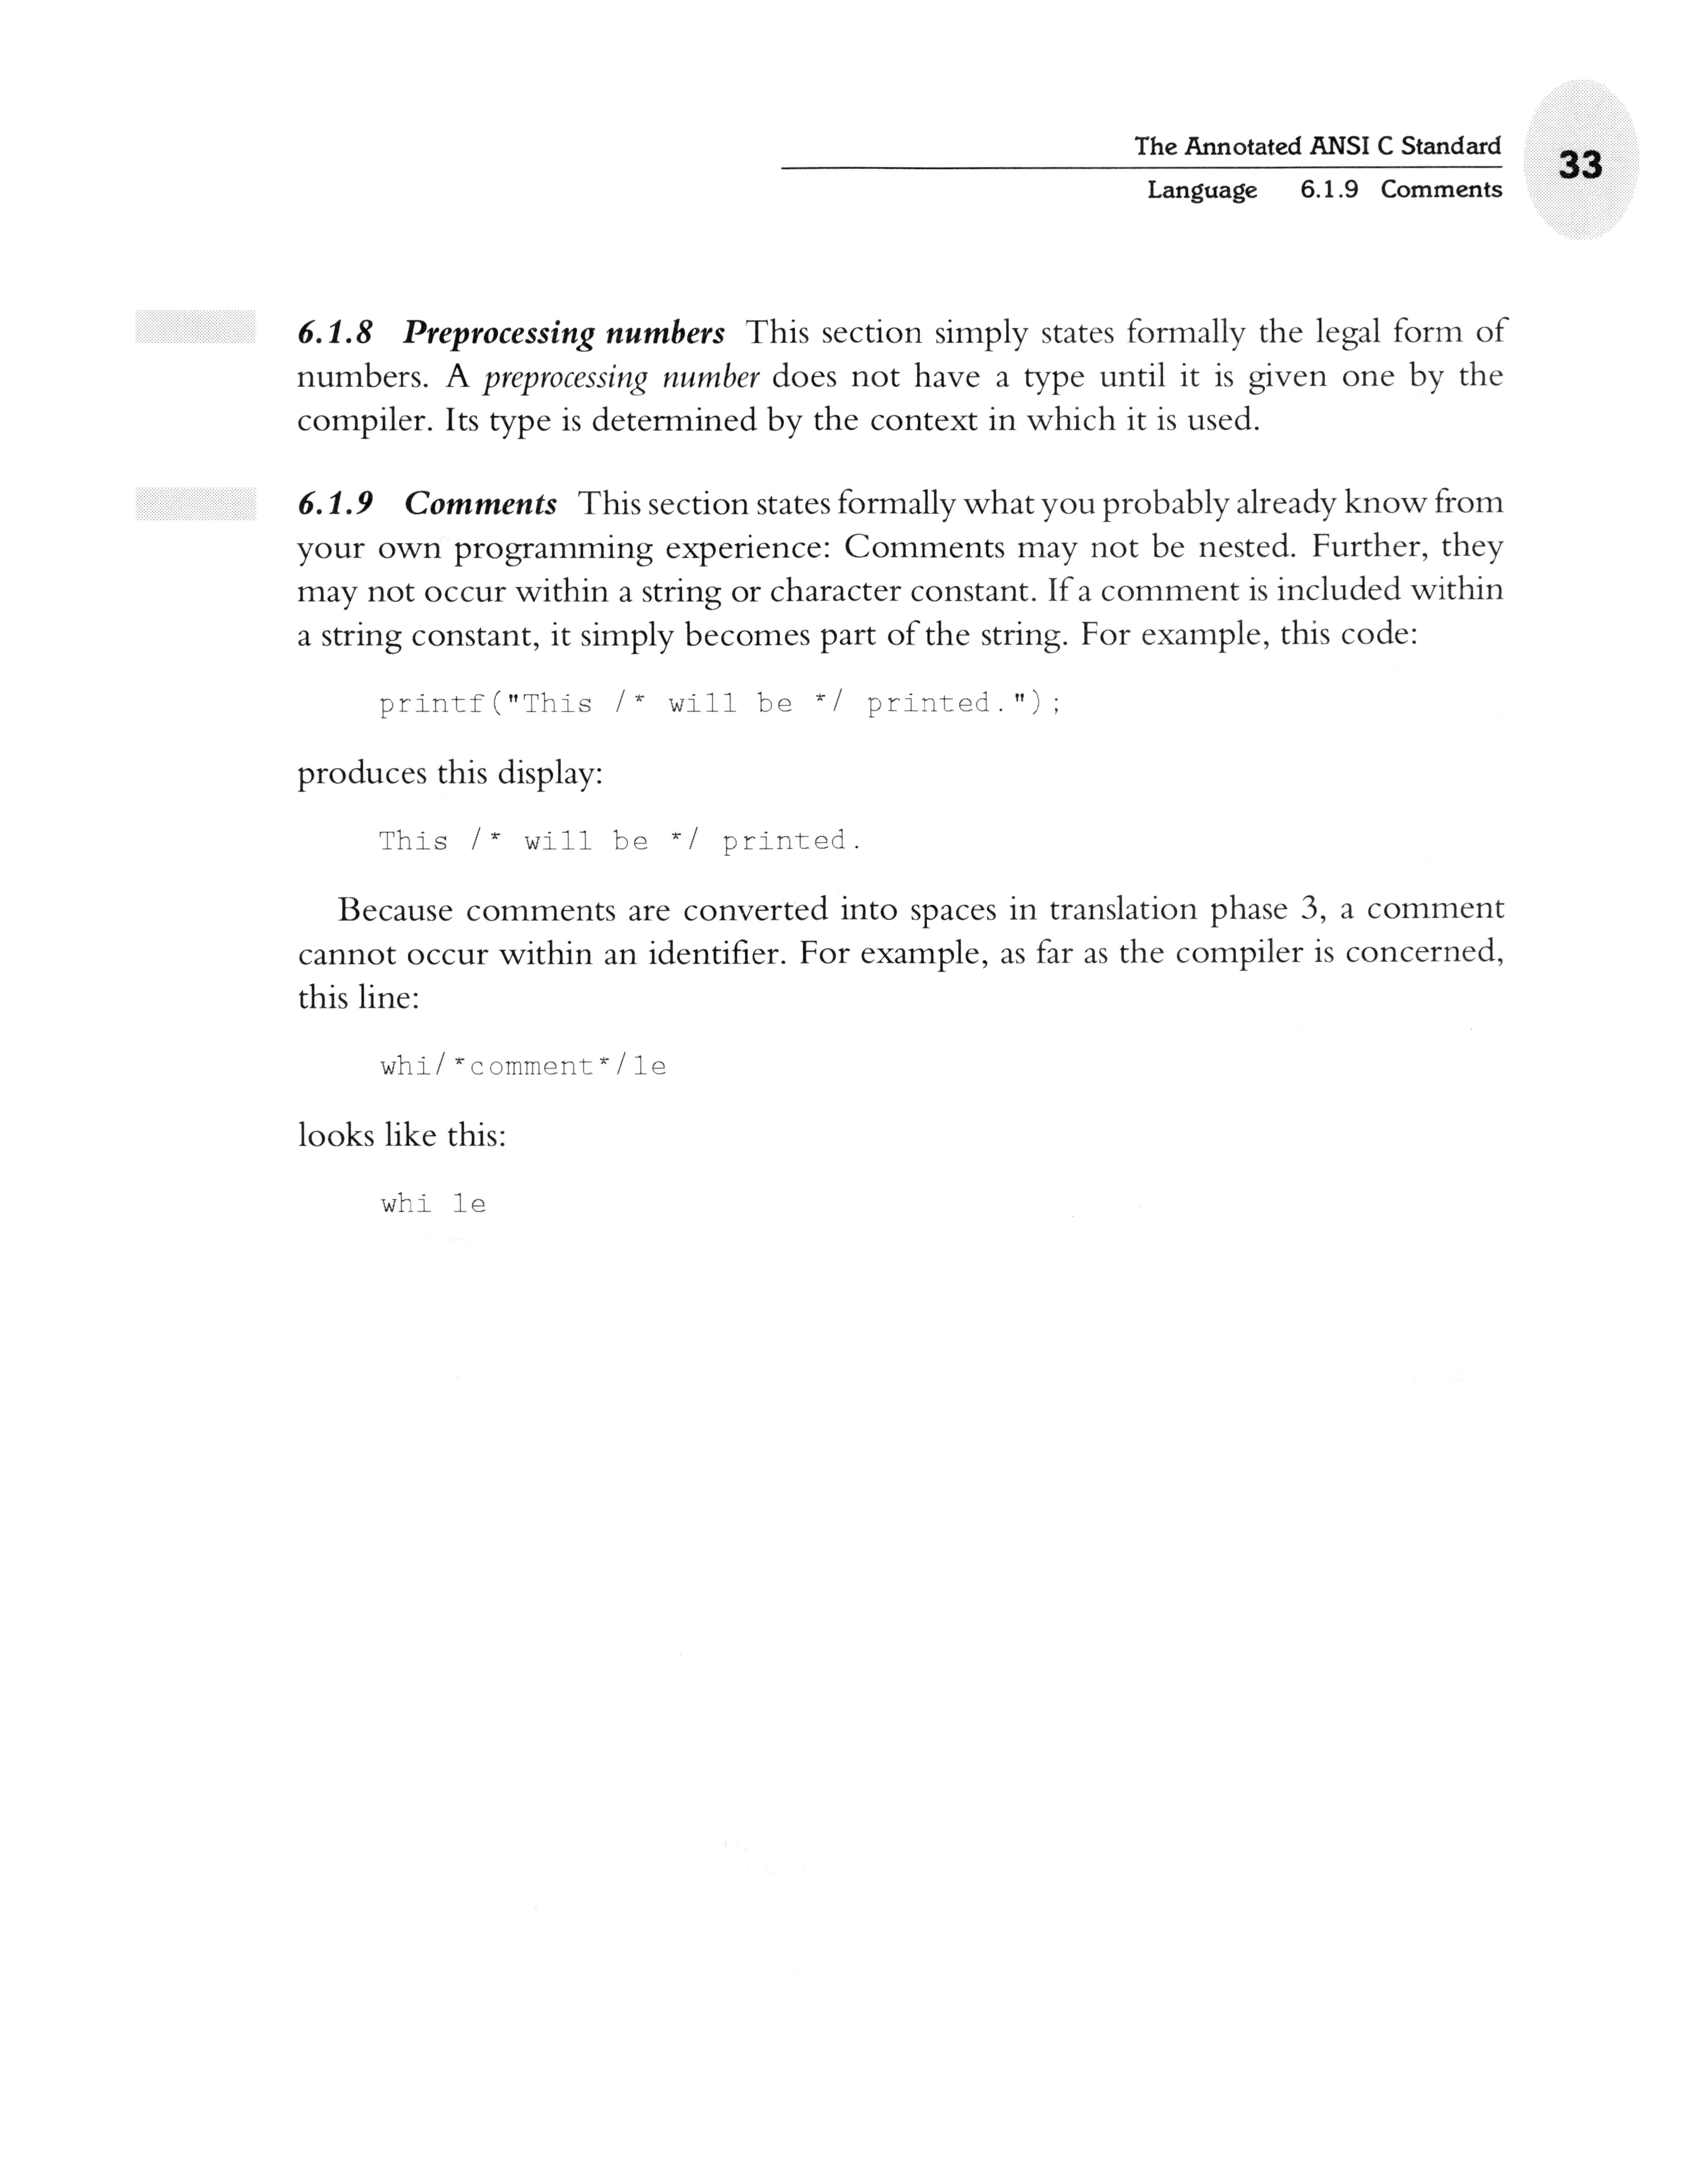 The Annotated ANSI C Standard
33
Language 6.1.9 Comments
6.1.8 Preprocessing numbers This section simply states formally the legal form of
numbers. A preprocessing number does not have a type until it is given one by the
compiler. Its type is determined by the context in which it is used.
6.1.9 Comments This section states formally what you probably already know from
your own programming experience: Comments may not be nested. Further, they
may not occur within a string or character constant. If a comment is included within
a string constant, it simply becomes part of the string. For example, this code:
printf("This /* will be */ printed.");
produces this display:
This /* will be */ printed.
Because comments are converted into spaces in translation phase 3, a comment
cannot occur within an identifier. For example, as far as the compiler is concerned,
this line:
whi/*comment*/le
looks like this:
whi le